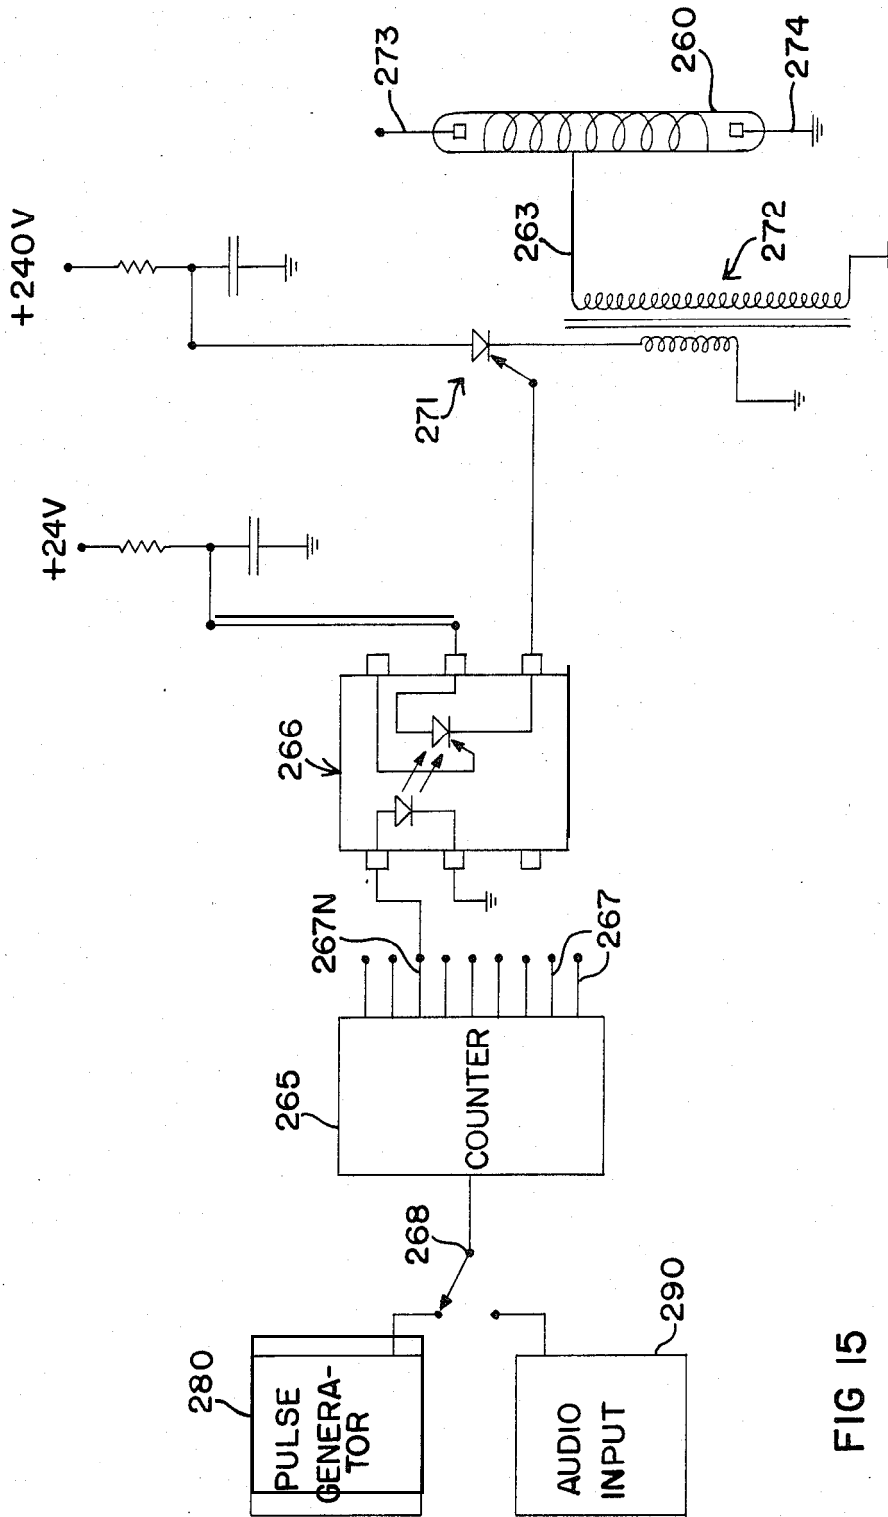 +240V
+24V
273
260
274
263
272
271
266
267N
267
265
COUNTER
268
280
PULSE
GENERA-
TOR
290
AUDIO
INPUT
FIG 15